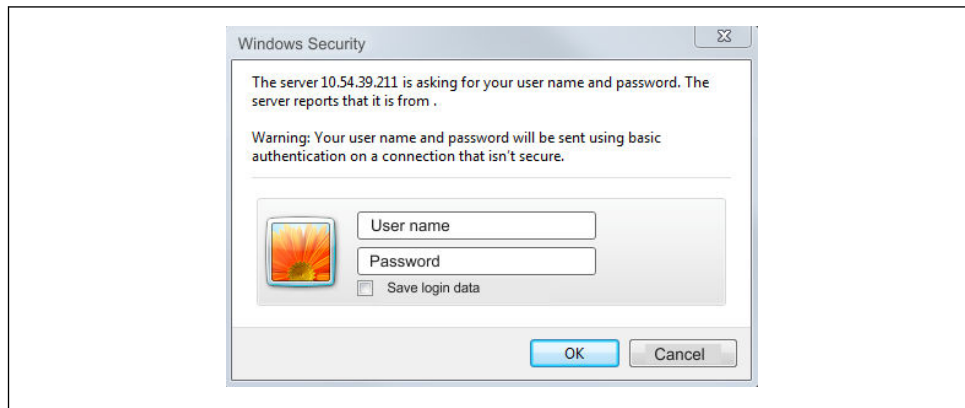 Windows Security
The server 10.54.39.211 is asking for your user name and password. The
server reports that it is from .
Warning: Your user name and password will be sent using basic
authentication on a connection that isn't secure.
User name
Password
Save login data
OK
Cancel